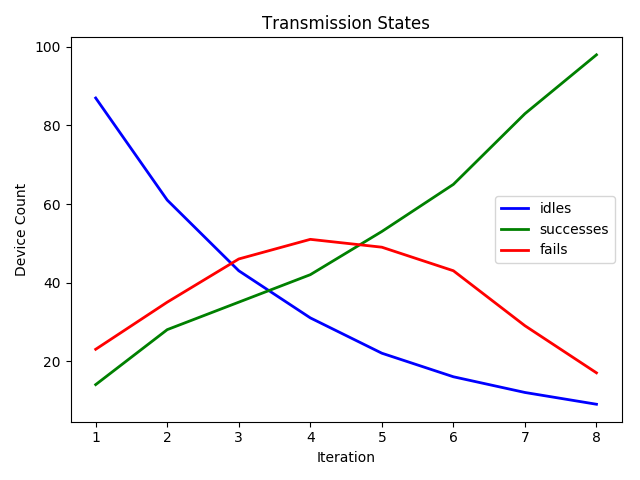 Transmission States
100
80
60
40
20
Device Count
idles
successes
fails
1 2 3 4 5 6 7 8
Iteration